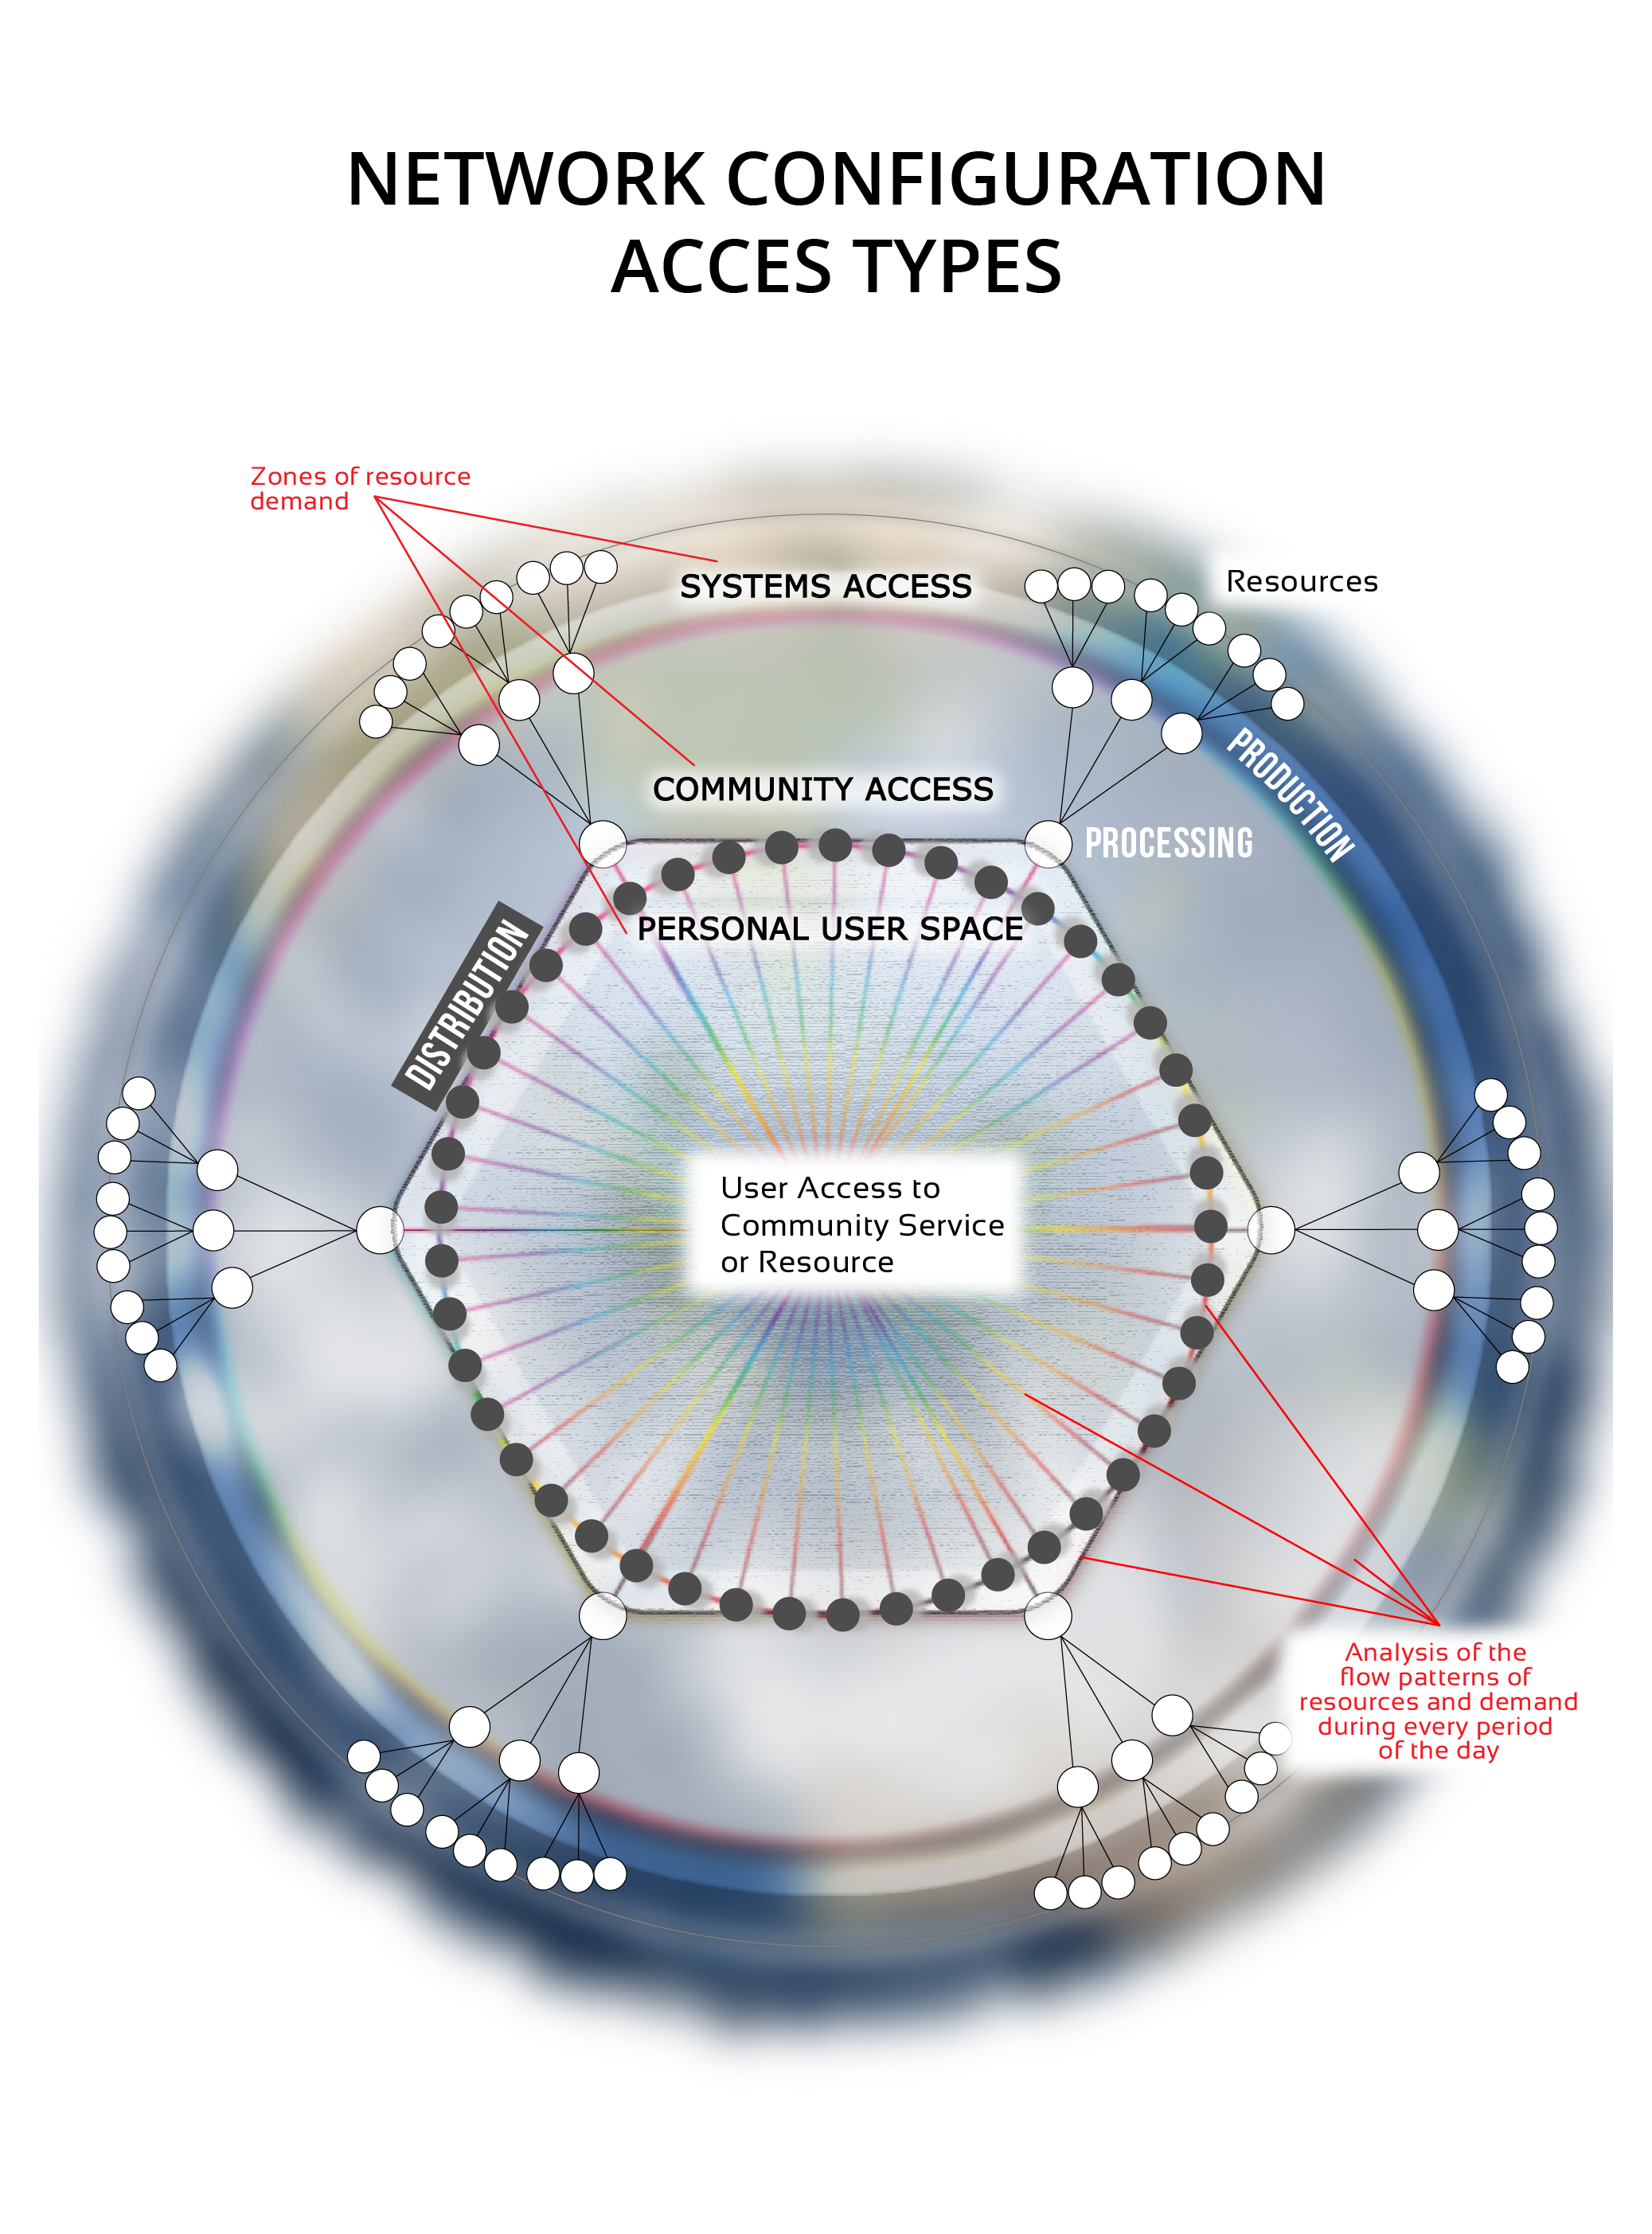 NETWORK CONFIGURATION
ACCES TYPES
Zones of resource
demand
SYSTEMS ACCESS
Resources
PRODUCTION
COMMUNITY ACCESS
PROCESSING
PERSONAL USER SPACE
DISTRIBUTION
User Access to
Community Service
or Resource
Analysis of the
flow patterns of
resources and demand
during every period
of the day